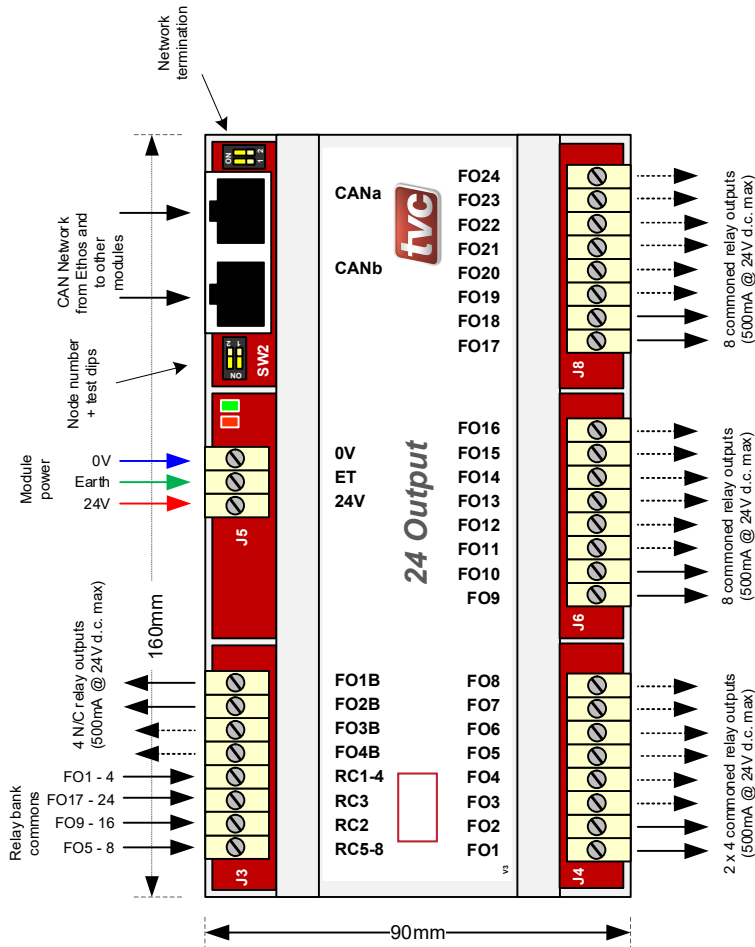 Network
termination
CAN Network
from Ethos and
to other
modules
Node number
+ test dips
Module
power
0V
Earth
24V
160mm
4 N/C relay outputs
(500mA @ 24V d.c. max)
Relay bank
commons
FO1 - 4
FO17 - 24
FO9 - 16
FO5 - 8
ON
1 2
1 2
ON
SW2
J5
J3
CANa
CANb
tvc
0V
ET
24V
24 Output
FO1B
FO2B
FO3B
FO4B
RC1-4
RC3
RC2
RC5-8
FO24
FO23
FO22
FO21
FO20
FO19
FO18
FO17
FO16
FO15
FO14
FO13
FO12
FO11
FO10
FO9
FO8
FO7
FO6
FO5
FO4
FO3
FO2
FO1
V3
J8
J6
J4
8 commoned relay outputs
(500mA @ 24V d.c. max)
8 commoned relay outputs
(500mA @ 24V d.c. max)
2 x 4 commoned relay outputs
(500mA @ 24V d.c. max)
90mm